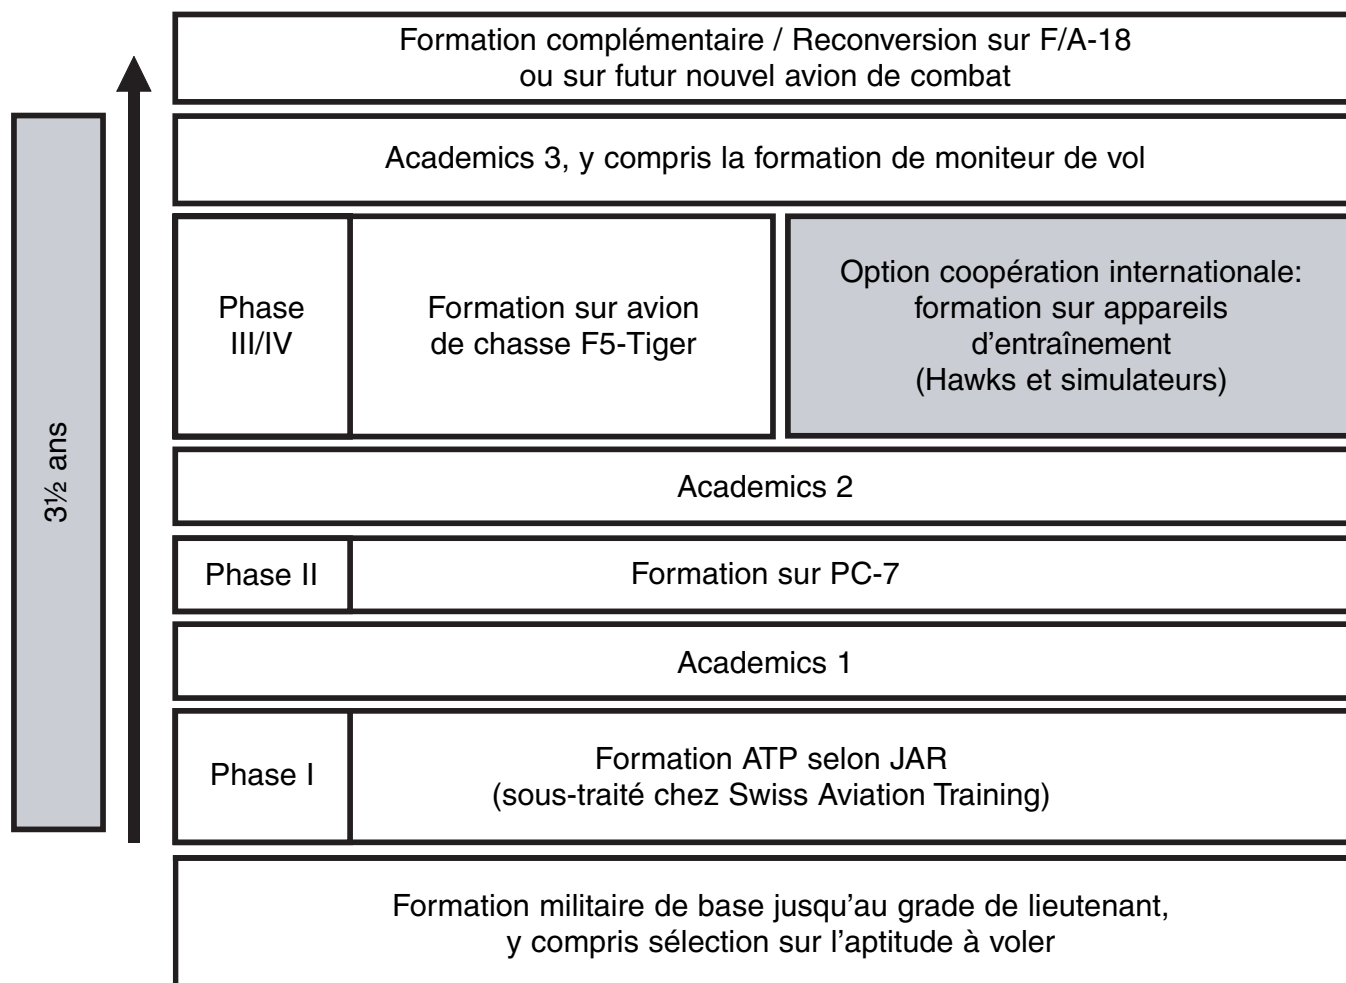 Formation complémentaire / Reconversion sur F/A-18
ou sur futur nouvel avion de combat
Academics 3, y compris la formation de moniteur de vol
Phase
III/IV
Formation sur avion
de chasse F5-Tiger
Option coopération internationale:
formation sur appareils
d’entraînement
(Hawks et simulateurs)
3½ ans
Academics 2
Phase II
Formation sur PC-7
Academics 1
Phase I
Formation ATP selon JAR
(sous-traité chez Swiss Aviation Training)
Formation militaire de base jusqu’au grade de lieutenant,
y compris sélection sur l’aptitude à voler